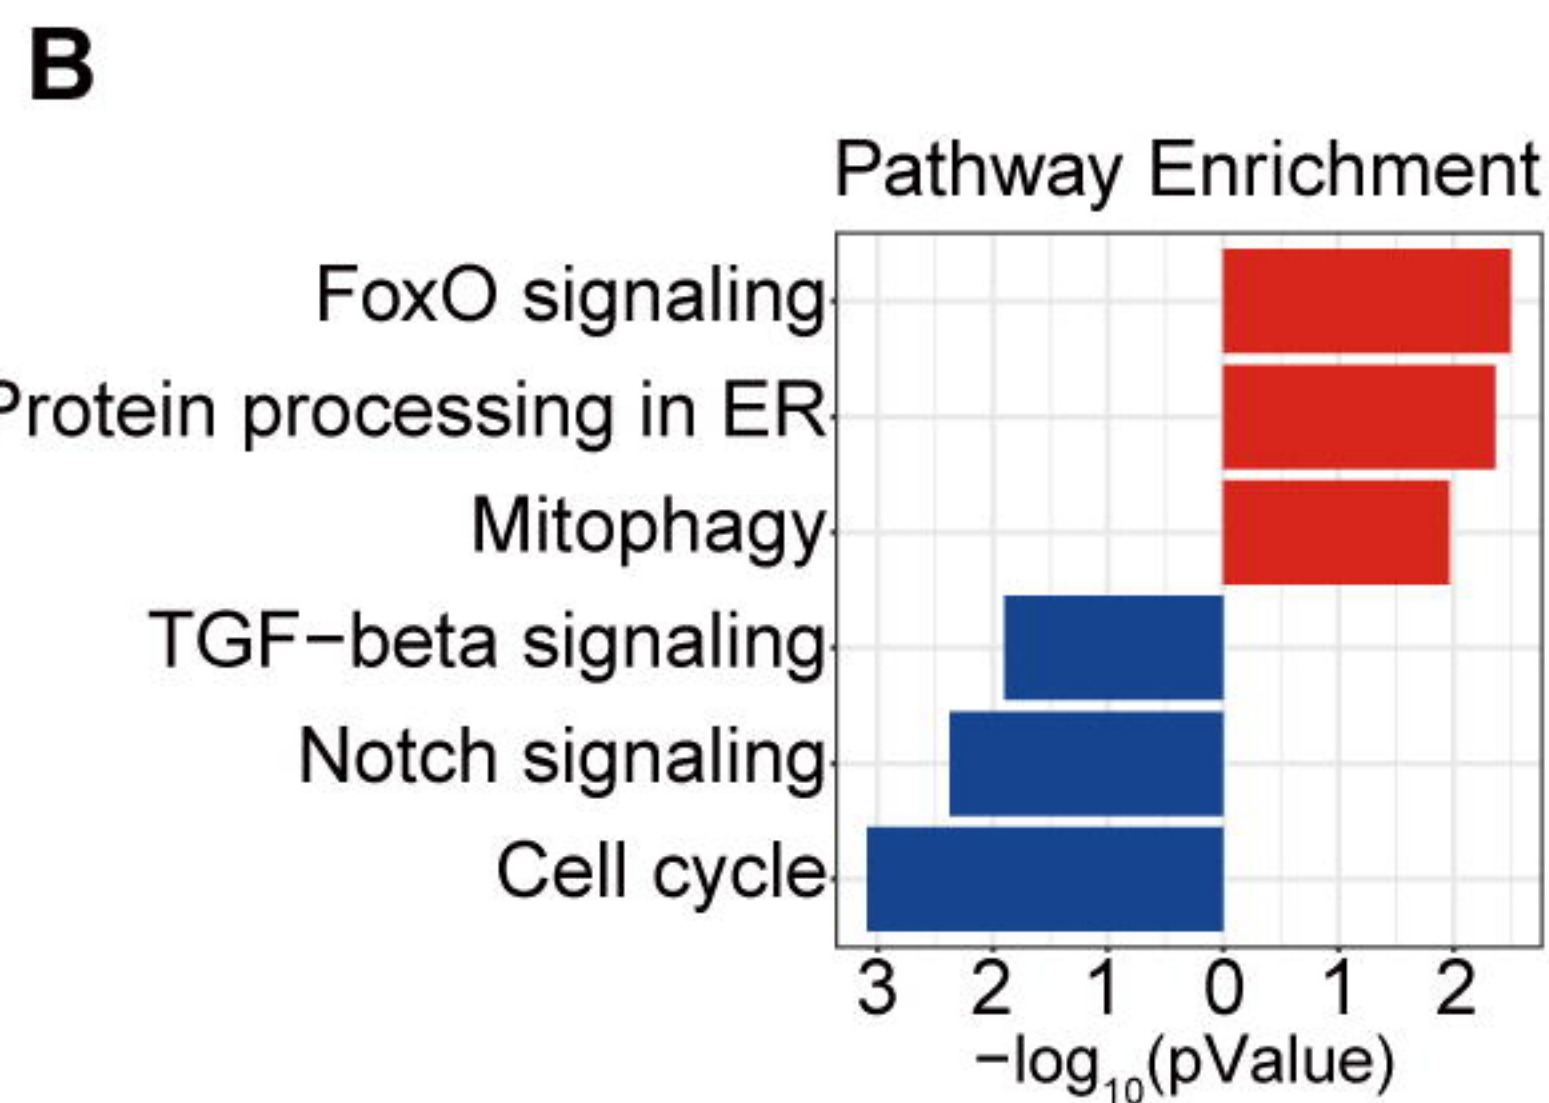 B
Pathway Enrichment
FoxO signaling
Protein processing in ER
Mitophagy
TGF−beta signaling
Notch signaling
Cell cycle
3 2 1 0 1 2
−log10(pValue)